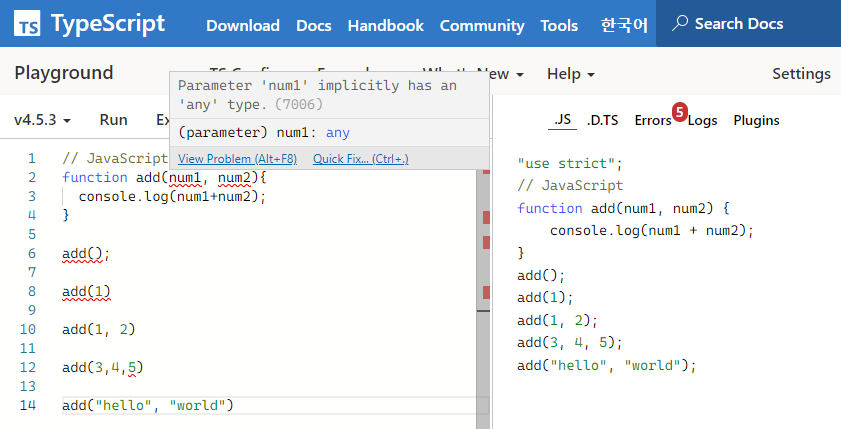 TS TypeScript Download Docs Handbook Community Tools 한국어 Search Docs
Playground What's New Help Settings
Parameter 'num1' implicitly has an
'any' type. (7006)
(parameter) num1: any
View Problem (Alt+F8) Quick Fix... (Ctrl+.)
v4.5.3 Run
1 // JavaScript
2 function add(num1, num2){
3 console.log(num1+num2);
4 }
5
6 add();
7
8 add(1)
9
10 add(1, 2)
11
12 add(3,4,5)
13
14 add("hello", "world")
.JS .D.TS Errors 5 Logs Plugins
"use strict";
// JavaScript
function add(num1, num2) {
console.log(num1 + num2);
}
add();
add(1);
add(1, 2);
add(3, 4, 5);
add("hello", "world");